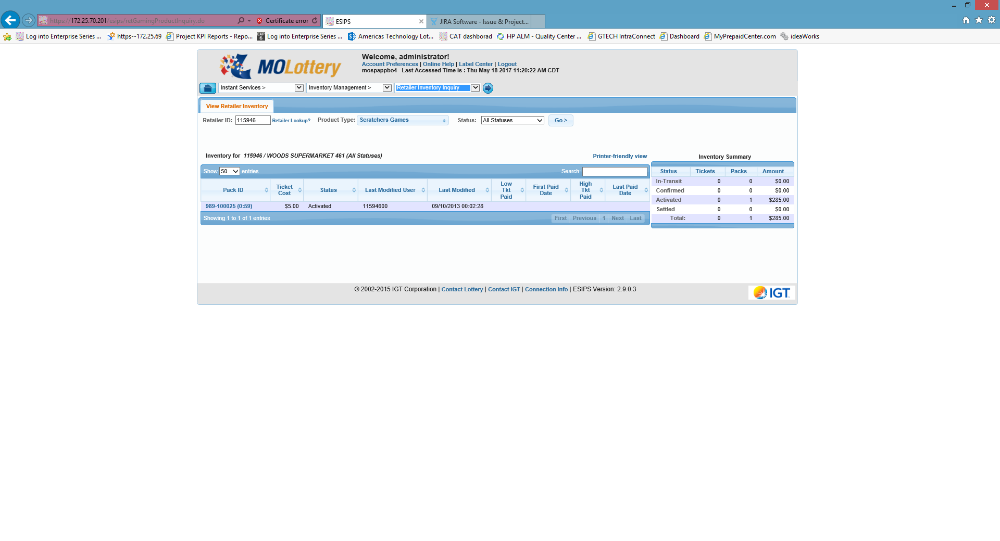 https://172.25.70.201/esips/retGamingProductInquiry.do Certificate error ESIPS JIRA Software - Issue & Project...
Log into Enterprise Series ... https--172.25.69 Project KPI Reports - Repo... EAP 6 Log into Enterprise Series ... Americas Technology Lot... CAT dashborad HP ALM - Quality Center ... GTECH IntraConnect Dashboard MyPrepaidCenter.com ideaWorks
MOLottery
Welcome, administrator!
Account Preferences | Online Help | Label Center | Logout
mospappbo4 Last Accessed Time is : Thu May 18 2017 11:20:22 AM CDT
Instant Services > Inventory Management > Retailer Inventory Inquiry
View Retailer Inventory
Retailer ID: 115946 Retailer Lookup? Product Type: Scratchers Games Status: All Statuses Go >
Inventory for 115946 / WOODS SUPERMARKET 461 (All Statuses) Printer-friendly view
Show 50 entries Search:
Pack ID Ticket Cost Status Last Modified User Last Modified Low Tkt Paid First Paid Date High Tkt Paid Last Paid Date
989-100025 (0:59) $5.00 Activated 11594600 09/10/2013 00:02:28
Showing 1 to 1 of 1 entries First Previous 1 Next Last
Inventory Summary
Status Tickets Packs Amount
In-Transit 0 0 $0.00
Confirmed 0 0 $0.00
Activated 0 1 $285.00
Settled 0 0 $0.00
Total: 0 1 $285.00
© 2002-2015 IGT Corporation | Contact Lottery | Contact IGT | Connection Info | ESIPS Version: 2.9.0.3
IGT